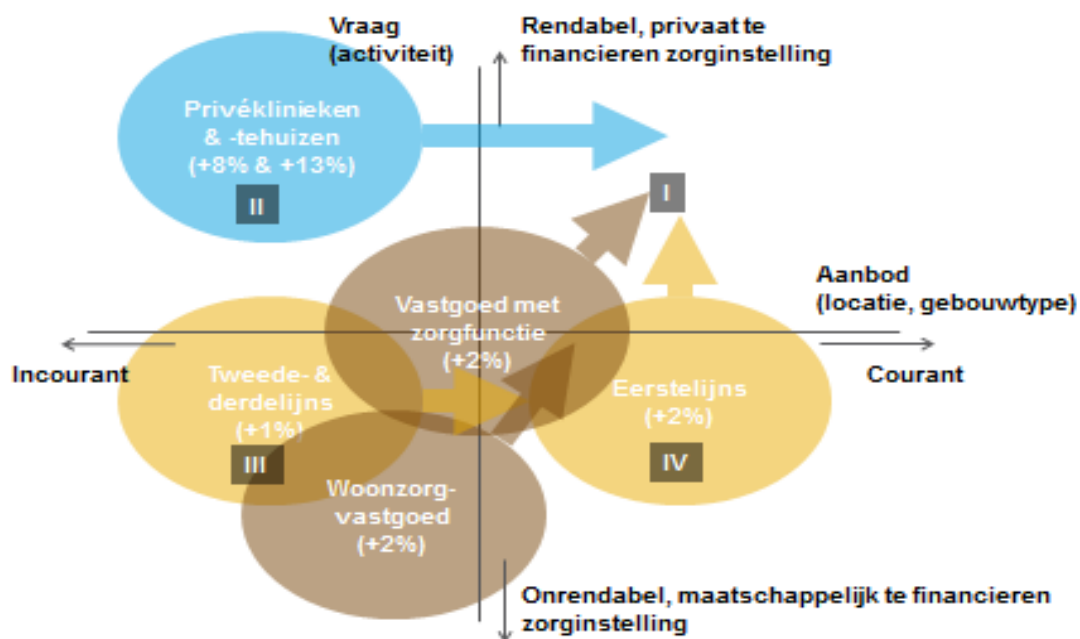 Vraag
(activiteit)
Rendabel, privaat te
financieren zorginstelling
Privéklinieken
& -tehuizen
(+8% & +13%)
II
I
Aanbod
(locatie, gebouwtype)
Vastgoed met
zorgfunctie
(+2%)
Incourant
Courant
Tweede- &
derdelijns
(+1%)
III
Eerstelijns
(+2%)
IV
Woonzorg-
vastgoed
(+2%)
Onrendabel, maatschappelijk te financieren
zorginstelling